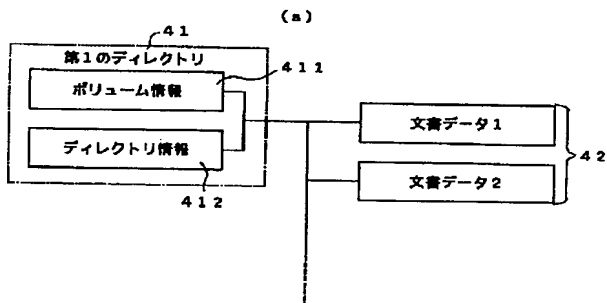 (a)
41
第1のディレクトリ
411
ボリューム情報
ディレクトリ情報
412
文書データ1
文書データ2
42